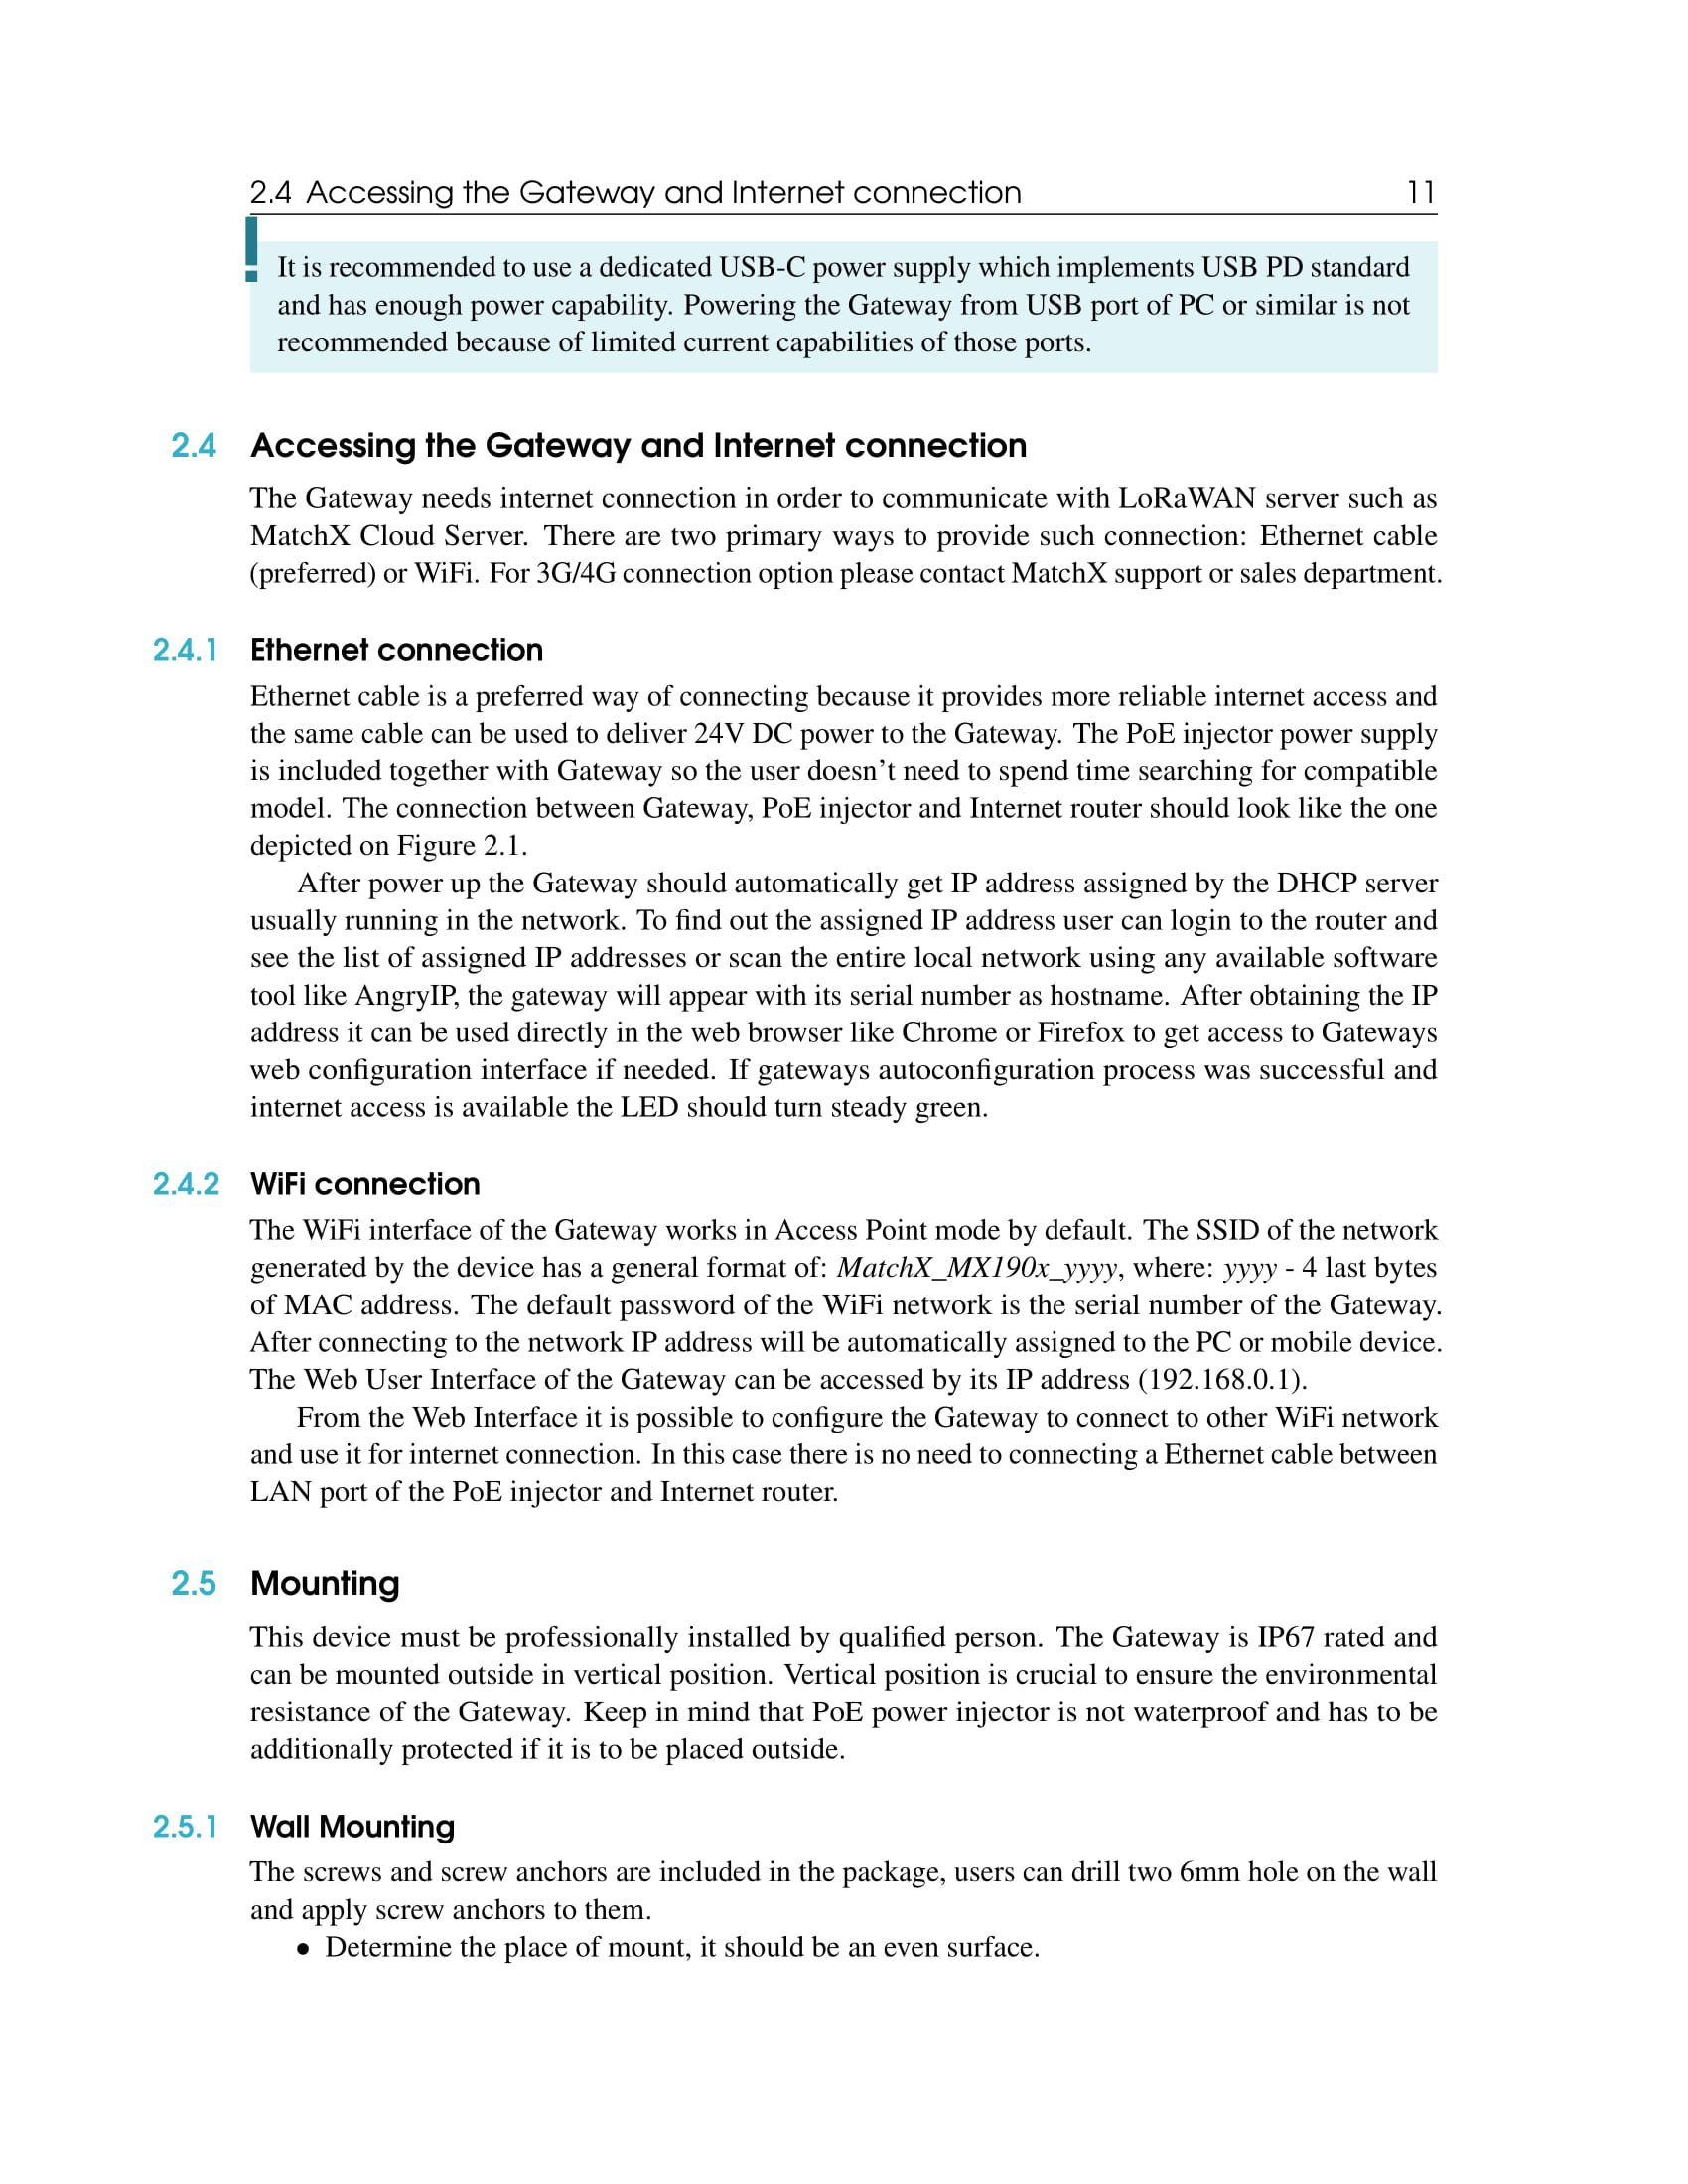 2.4 Accessing the Gateway and Internet connection 11
! It is recommended to use a dedicated USB-C power supply which implements USB PD standard
and has enough power capability. Powering the Gateway from USB port of PC or similar is not
recommended because of limited current capabilities of those ports.
2.4 Accessing the Gateway and Internet connection
The Gateway needs internet connection in order to communicate with LoRaWAN server such as
MatchX Cloud Server. There are two primary ways to provide such connection: Ethernet cable
(preferred) or WiFi. For 3G/4G connection option please contact MatchX support or sales department.
2.4.1 Ethernet connection
Ethernet cable is a preferred way of connecting because it provides more reliable internet access and
the same cable can be used to deliver 24V DC power to the Gateway. The PoE injector power supply
is included together with Gateway so the user doesn't need to spend time searching for compatible
model. The connection between Gateway, PoE injector and Internet router should look like the one
depicted on Figure 2.1.
After power up the Gateway should automatically get IP address assigned by the DHCP server
usually running in the network. To find out the assigned IP address user can login to the router and
see the list of assigned IP addresses or scan the entire local network using any available software
tool like AngryIP, the gateway will appear with its serial number as hostname. After obtaining the IP
address it can be used directly in the web browser like Chrome or Firefox to get access to Gateways
web configuration interface if needed. If gateways autoconfiguration process was successful and
internet access is available the LED should turn steady green.
2.4.2 WiFi connection
The WiFi interface of the Gateway works in Access Point mode by default. The SSID of the network
generated by the device has a general format of: MatchX_MX190x_yyyy, where: yyyy - 4 last bytes
of MAC address. The default password of the WiFi network is the serial number of the Gateway.
After connecting to the network IP address will be automatically assigned to the PC or mobile device.
The Web User Interface of the Gateway can be accessed by its IP address (192.168.0.1).
From the Web Interface it is possible to configure the Gateway to connect to other WiFi network
and use it for internet connection. In this case there is no need to connecting a Ethernet cable between
LAN port of the PoE injector and Internet router.
2.5 Mounting
This device must be professionally installed by qualified person. The Gateway is IP67 rated and
can be mounted outside in vertical position. Vertical position is crucial to ensure the environmental
resistance of the Gateway. Keep in mind that PoE power injector is not waterproof and has to be
additionally protected if it is to be placed outside.
2.5.1 Wall Mounting
The screws and screw anchors are included in the package, users can drill two 6mm hole on the wall
and apply screw anchors to them.
• Determine the place of mount, it should be an even surface.